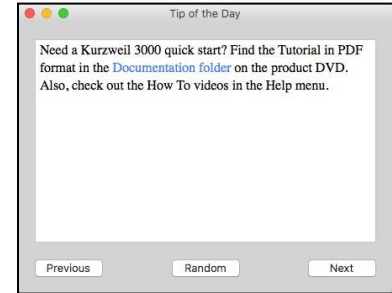 Tip of the Day
Need a Kurzweil 3000 quick start? Find the Tutorial in PDF
format in the Documentation folder on the product DVD.
Also, check out the How To videos in the Help menu.
Previous
Random
Next